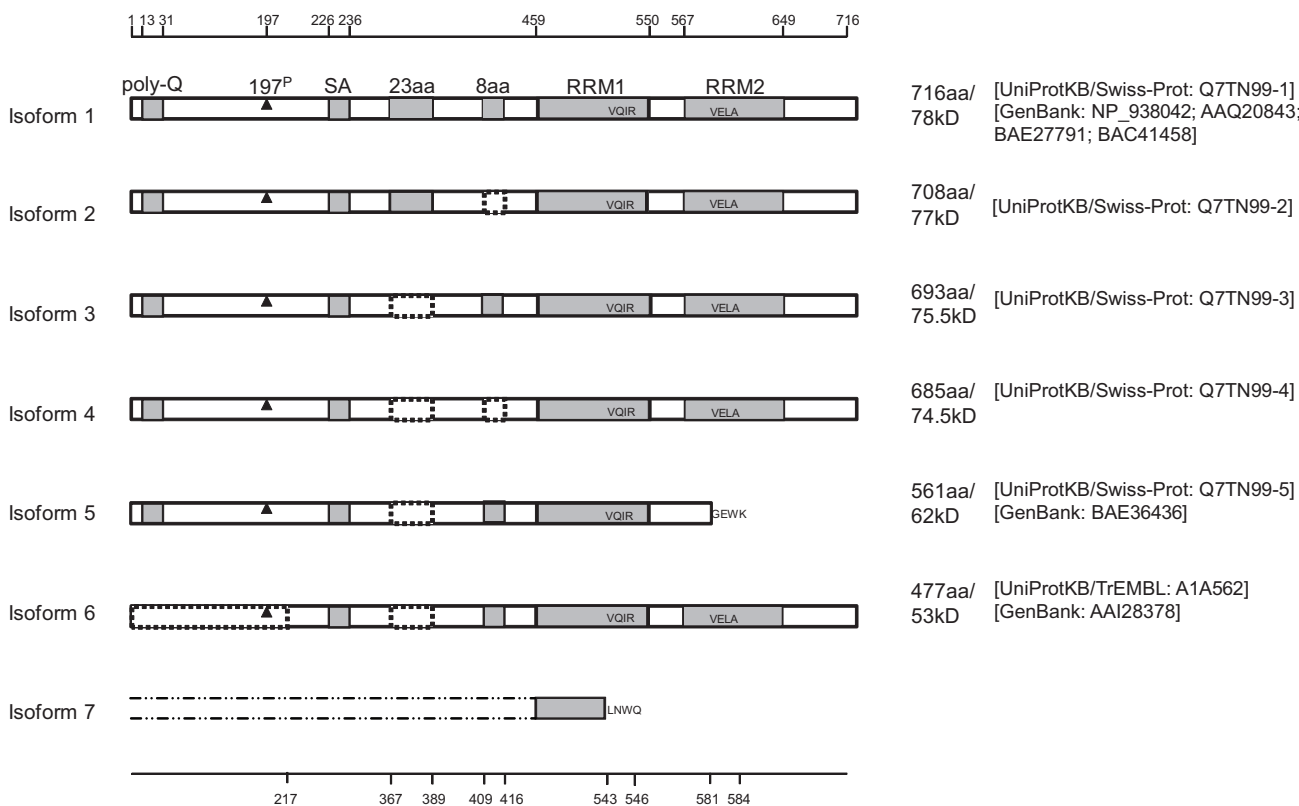 1 13 31 197 226 236 459 550 567 649 716
poly-Q 197P SA 23aa 8aa RRM1 RRM2
Isoform 1 VQIR VELA 716aa/ [UniProtKB/Swiss-Prot: Q7TN99-1]
78kD [GenBank: NP_938042; AAQ20843;
BAE27791; BAC41458]
Isoform 2 VQIR VELA 708aa/
77kD [UniProtKB/Swiss-Prot: Q7TN99-2]
Isoform 3 VQIR VELA 693aa/ [UniProtKB/Swiss-Prot: Q7TN99-3]
75.5kD
Isoform 4 VQIR VELA 685aa/ [UniProtKB/Swiss-Prot: Q7TN99-4]
74.5kD
Isoform 5 VQIR GEWK 561aa/ [UniProtKB/Swiss-Prot: Q7TN99-5]
62kD [GenBank: BAE36436]
Isoform 6 VQIR VELA 477aa/ [UniProtKB/TrEMBL: A1A562]
53kD [GenBank: AAI28378]
Isoform 7 LNWQ
217 367 389 409 416 543 546 581 584